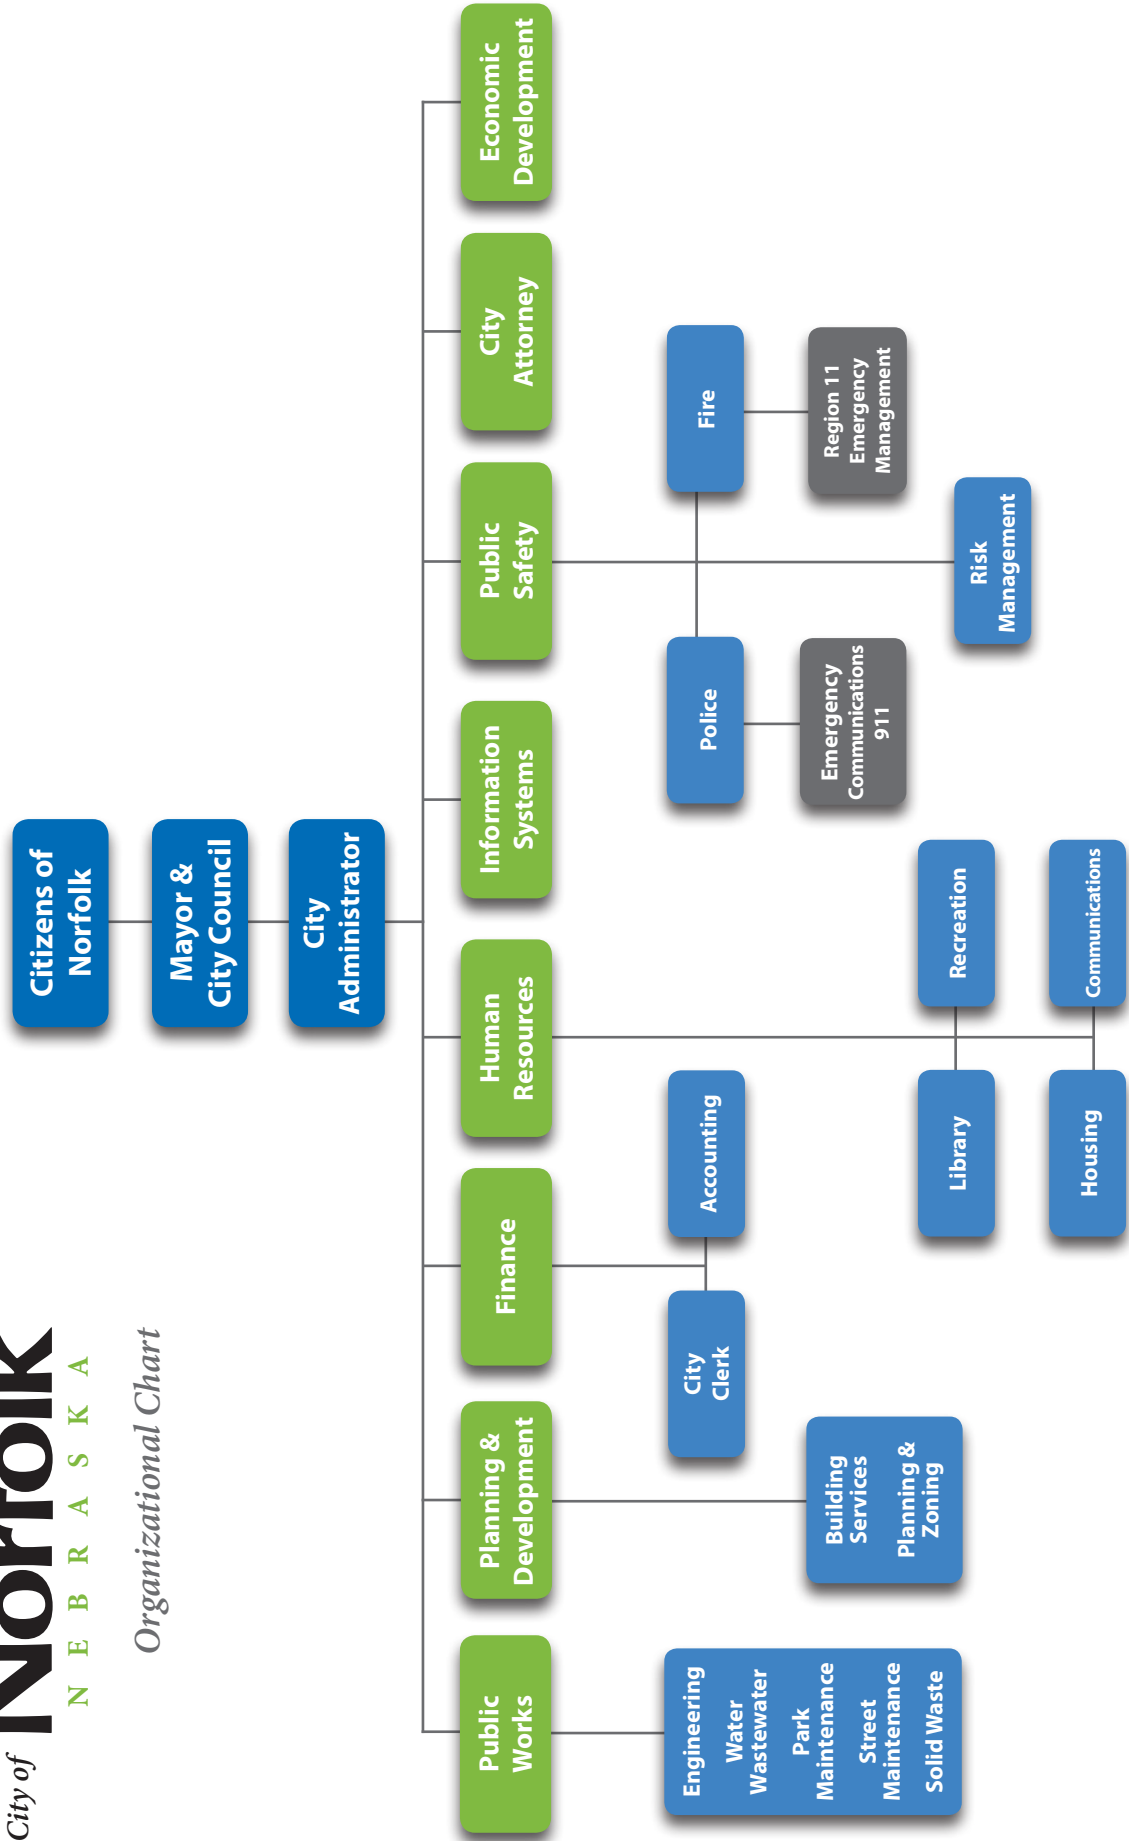 City of
Norfolk
NEBRASKA
Organizational Chart
Citizens of
Norfolk
Mayor &
City Council
City
Administrator
Public
Works
Planning &
Development
Finance
Human
Resources
Information
Systems
Public
Safety
City
Attorney
Economic
Development
Engineering
Water
Wastewater
Park
Maintenance
Street
Maintenance
Solid Waste
Building
Services
Planning &
Zoning
City
Clerk
Accounting
Library
Recreation
Housing
Communications
Police
Fire
Emergency
Communications
911
Region 11
Emergency
Management
Risk
Management